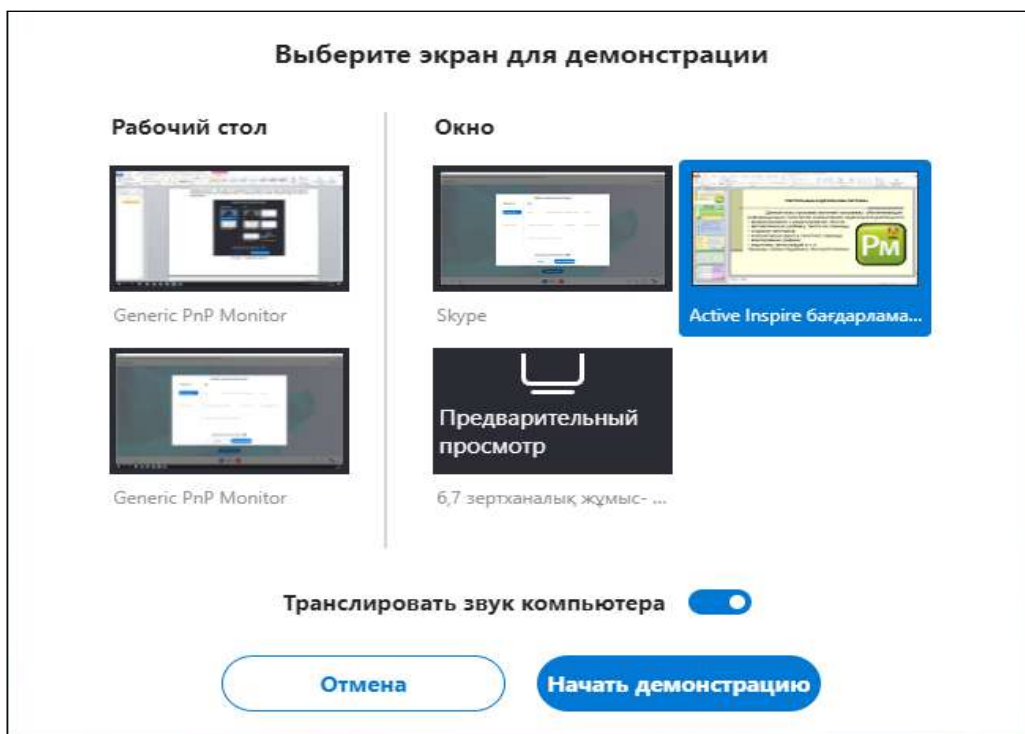 Выберите экран для демонстрации
Рабочий стол
Generic PnP Monitor
Generic PnP Monitor
Окно
Skype
Active Inspire бағдарлама...
Pm
Предварительный
просмотр
6,7 зертханалық жұмыс- ...
Транслировать звук компьютера
Отмена
Начать демонстрацию